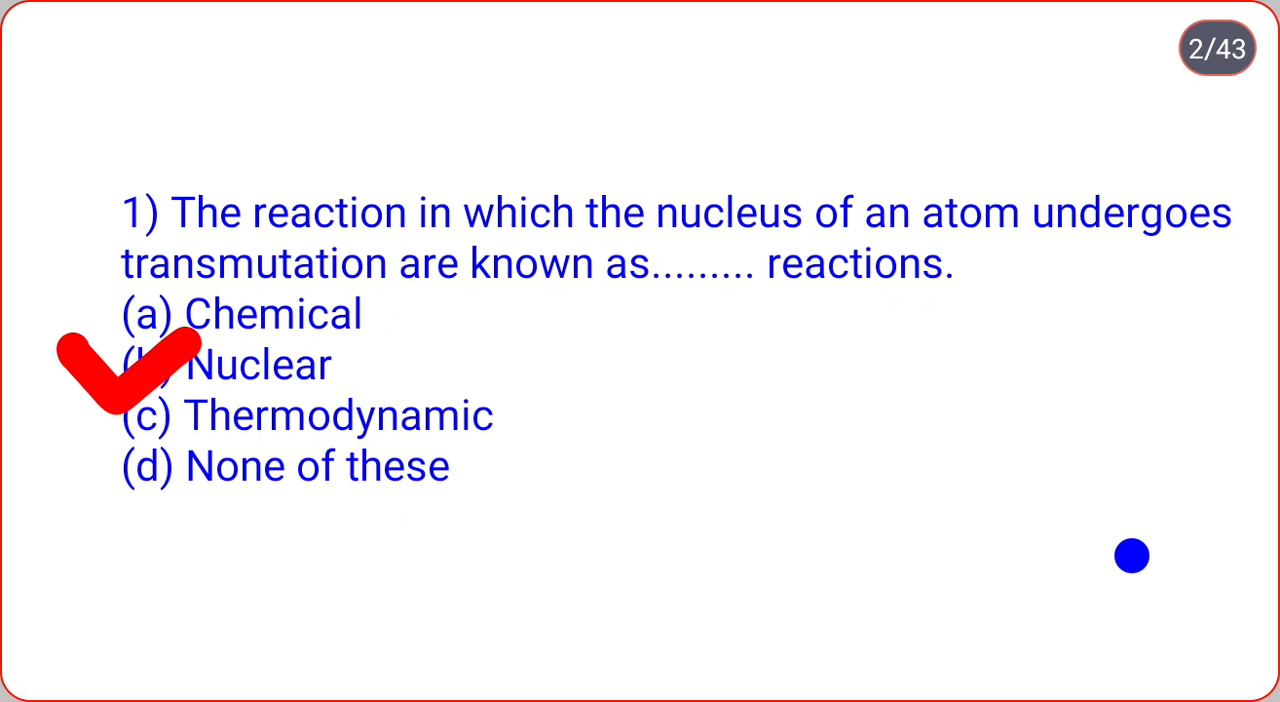 2/43
1) The reaction in which the nucleus of an atom undergoes
transmutation are known as......... reactions.
(a) Chemical
(b) Nuclear
(c) Thermodynamic
(d) None of these